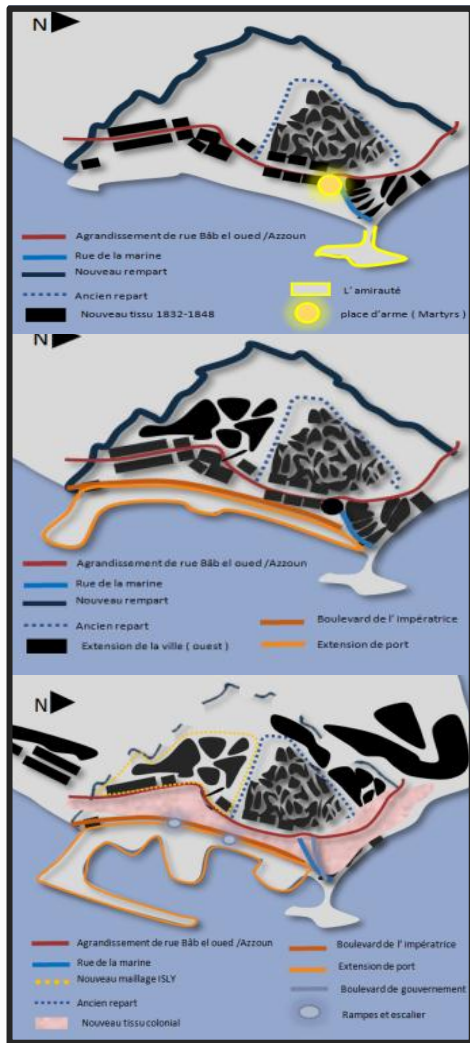 N
Agrandissement de rue Bâb el oued /Azzoun
Rue de la marine
Nouveau rempart
Ancien repart
Nouveau tissu 1832-1848
L' amirauté
place d'arme ( Martyrs )
N
Agrandissement de rue Bâb el oued /Azzoun
Rue de la marine
Nouveau rempart
Ancien repart
Extension de la ville ( ouest )
Boulevard de l' impératrice
Extension de port
N
Agrandissement de rue Bâb el oued /Azzoun
Rue de la marine
Nouveau maillage ISLY
Ancien repart
Nouveau tissu colonial
Boulevard de l' impératrice
Extension de port
Boulevard de gouvernement
Rampes et escalier